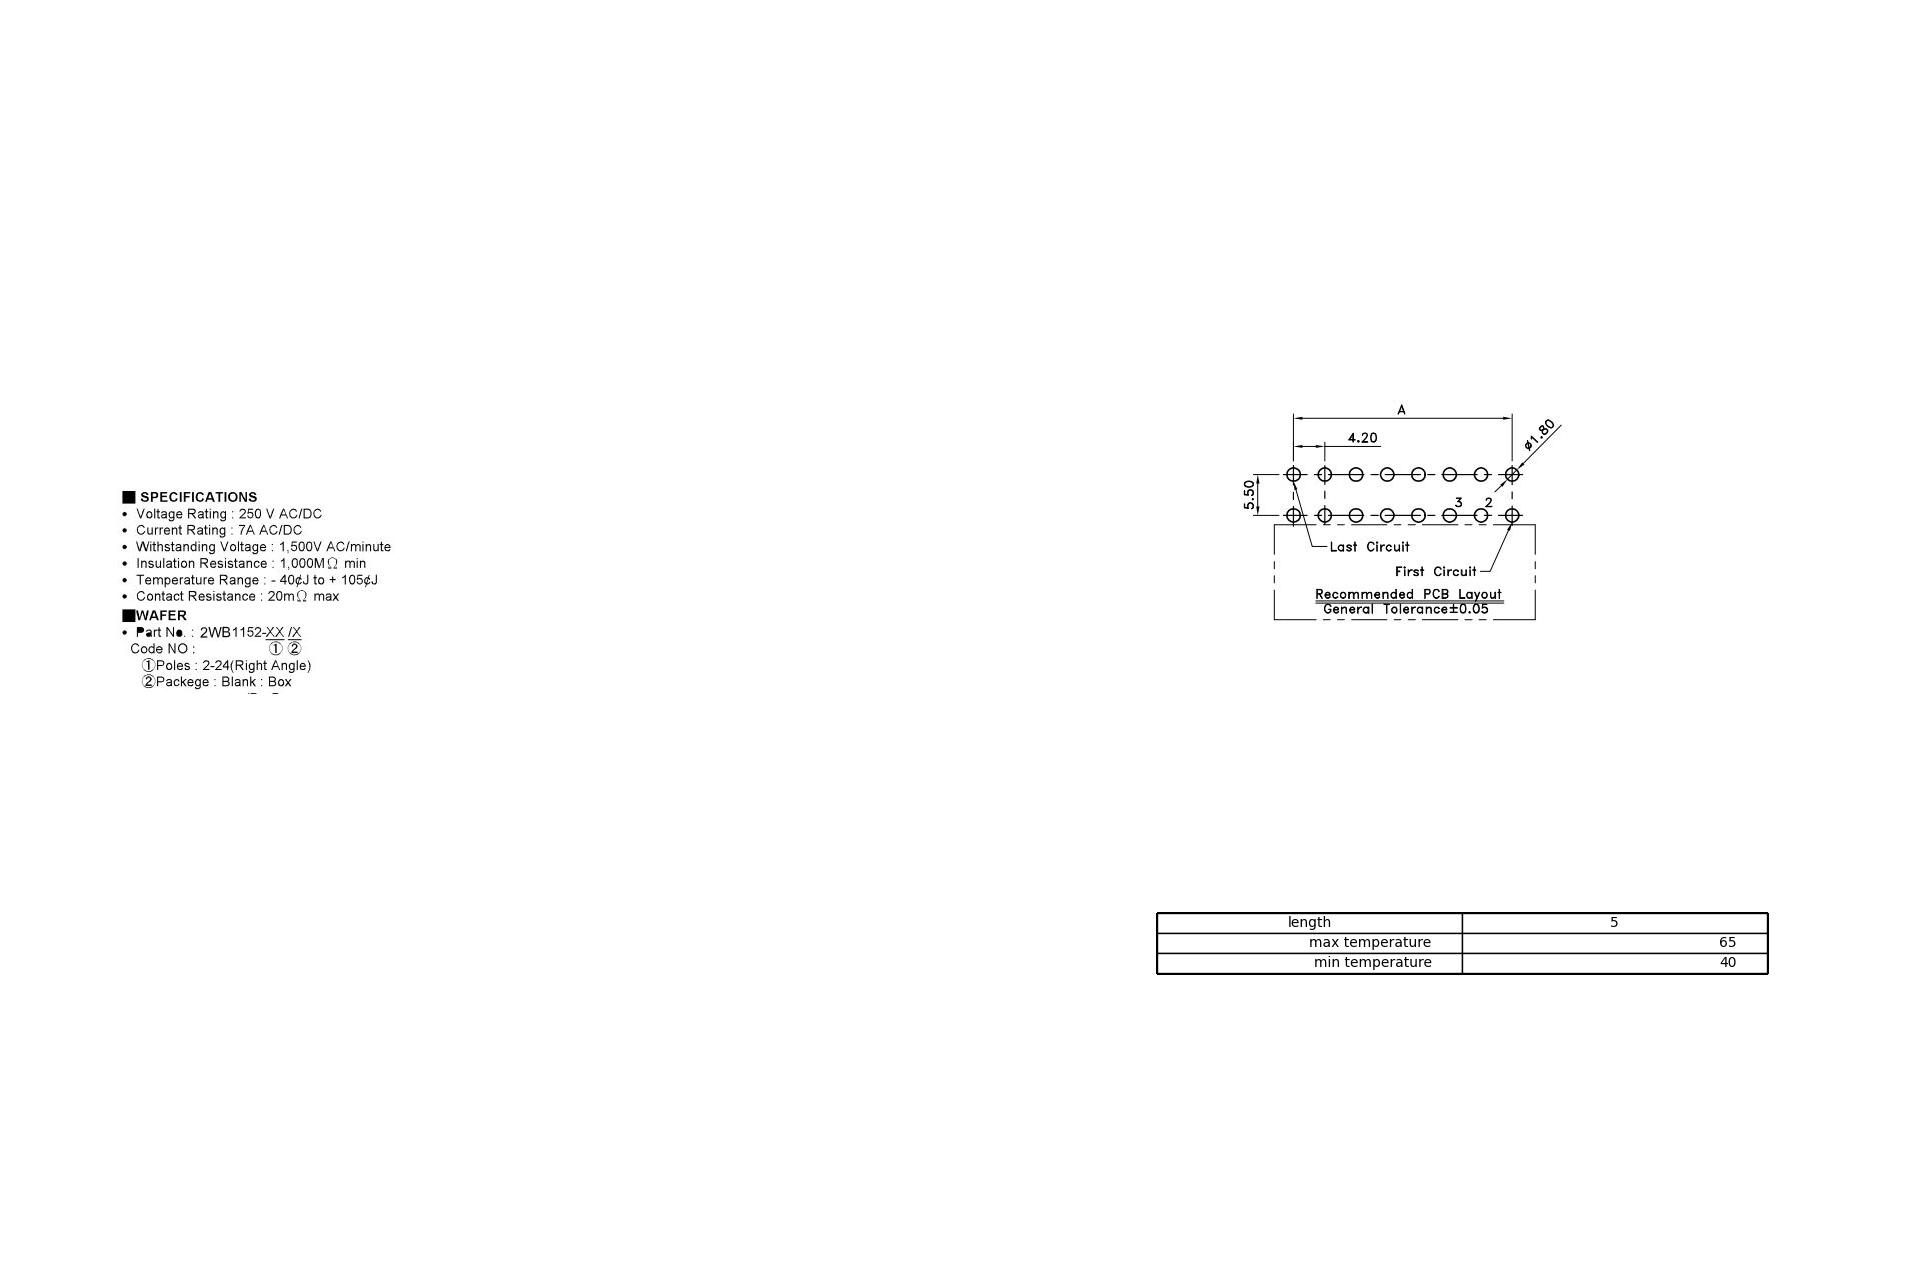 ■ SPECIFICATIONS
• Voltage Rating : 250 V AC/DC
• Current Rating : 7A AC/DC
• Withstanding Voltage : 1,500V AC/minute
• Insulation Resistance : 1,000MΩ min
• Temperature Range : - 40¢J to + 105¢J
• Contact Resistance : 20mΩ max
■WAFER
• Part No. : 2WB1152-XX /X
Code NO : ① ②
①Poles : 2-24(Right Angle)
②Packege : Blank : Box
A
4.20
ø1.80
5.50
3 2
Last Circuit
First Circuit
Recommended PCB Layout
General Tolerance±0.05
length 5
max temperature 65
min temperature 40